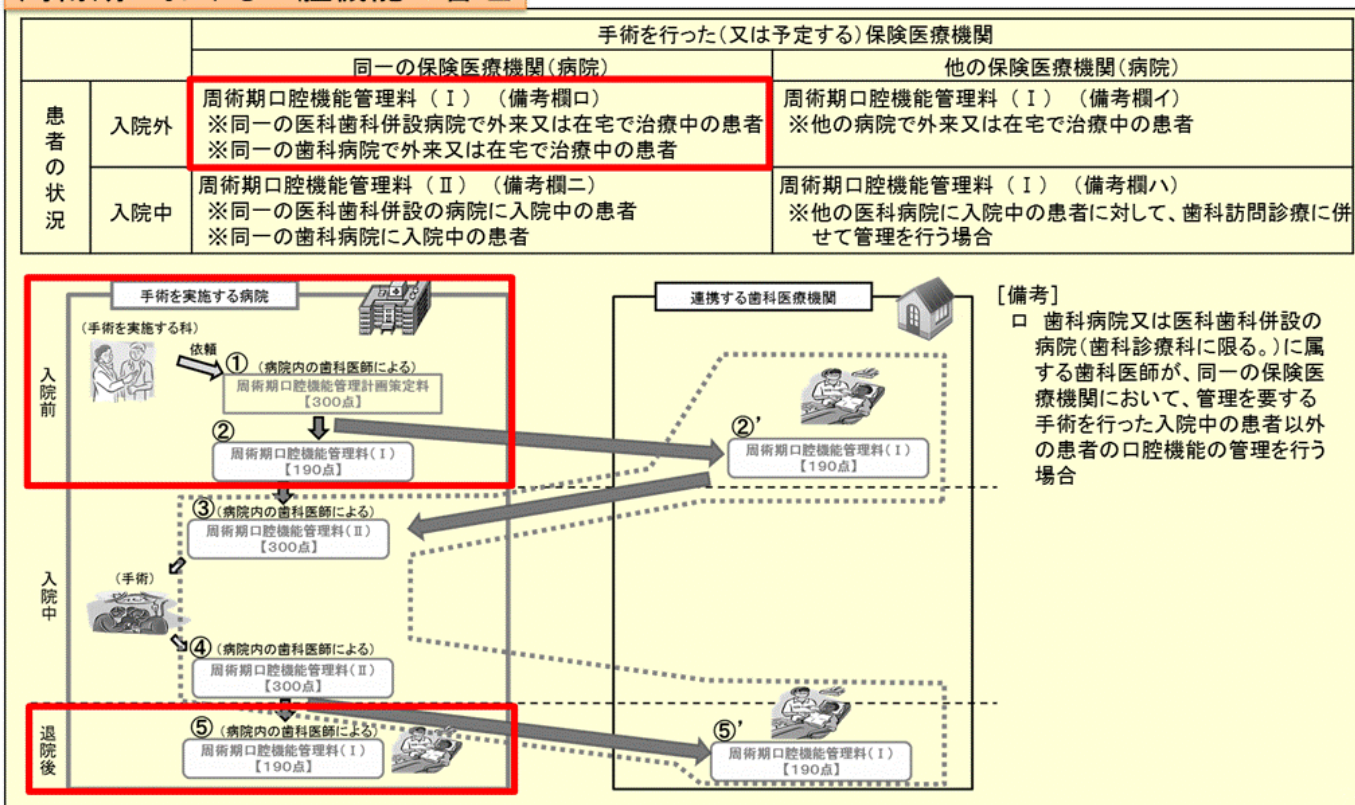 手術を行った(又は予定する)保険医療機関
同一の保険医療機関(病院)
他の保険医療機関(病院)
患者の状況
入院外
周術期口腔機能管理料（Ⅰ）（備考欄ロ）
※同一の医科歯科併設病院で外来又は在宅で治療中の患者
※同一の歯科病院で外来又は在宅で治療中の患者
周術期口腔機能管理料（Ⅰ）（備考欄イ）
※他の病院で外来又は在宅で治療中の患者
入院中
周術期口腔機能管理料（Ⅱ）（備考欄ニ）
※同一の医科歯科併設の病院に入院中の患者
※同一の歯科病院に入院中の患者
周術期口腔機能管理料（Ⅰ）（備考欄ハ）
※他の医科病院に入院中の患者に対して、歯科訪問診療に併
せて管理を行う場合
手術を実施する病院
連携する歯科医療機関
入院前
(手術を実施する科)
依頼
①(病院内の歯科医師による)
周術期口腔機能管理計画策定料
【300点】
②
周術期口腔機能管理料(Ⅰ)
【190点】
②’
周術期口腔機能管理料(Ⅰ)
【190点】
入院中
③(病院内の歯科医師による)
周術期口腔機能管理料(Ⅱ)
【300点】
(手術)
④(病院内の歯科医師による)
周術期口腔機能管理料(Ⅱ)
【300点】
退院後
⑤(病院内の歯科医師による)
周術期口腔機能管理料(Ⅰ)
【190点】
⑤’
周術期口腔機能管理料(Ⅰ)
【190点】
[備考]
ロ 歯科病院又は医科歯科併設の
病院(歯科診療科に限る。)に属
する歯科医師が、同一の保険医
療機関において、管理を要する
手術を行った入院中の患者以外
の患者の口腔機能の管理を行う
場合